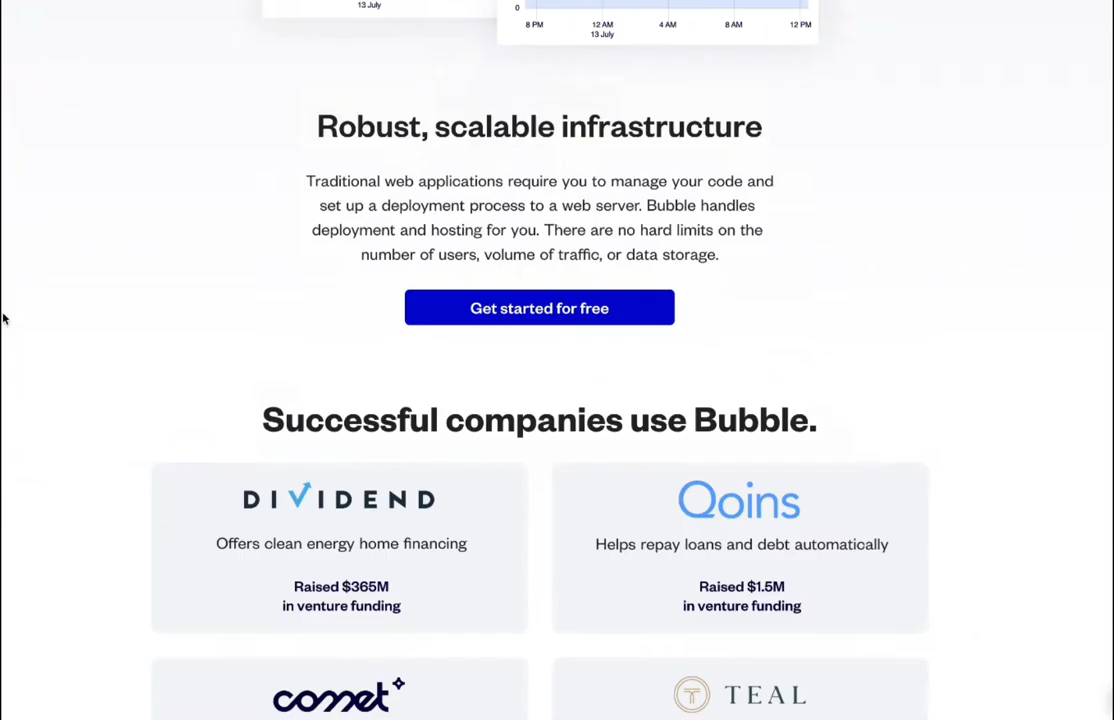 13 July
0
8 PM 12 AM 4 AM 8 AM 12 PM
13 July
Robust, scalable infrastructure
Traditional web applications require you to manage your code and
set up a deployment process to a web server. Bubble handles
deployment and hosting for you. There are no hard limits on the
number of users, volume of traffic, or data storage.
Get started for free
Successful companies use Bubble.
DIVIDEND
Offers clean energy home financing
Raised $365M
in venture funding
Qoins
Helps repay loans and debt automatically
Raised $1.5M
in venture funding
comet
TEAL